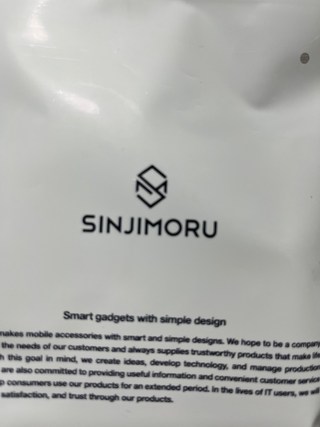 SINJIMORU
Smart gadgets with simple design
makes mobile accessories with smart and simple designs. We hope to be a company
the needs of our customers and always supplies trustworthy products that make
this goal in mind, we create ideas, develop technology, and manage production
are also committed to providing useful information and convenient customer service
consumers use our products for an extended period. In the lives of IT users, we
satisfaction, and trust through our products.